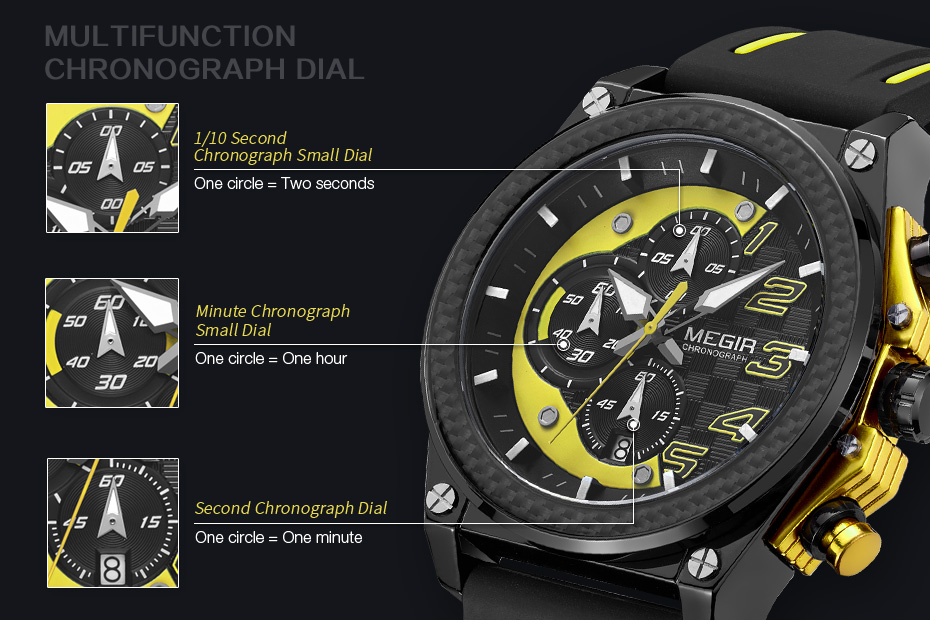 MULTIFUNCTION
CHRONOGRAPH DIAL
00
05 05
00
1/10 Second
Chronograph Small Dial
One circle = Two seconds
60
50 10
40 20
30
Minute Chronograph
Small Dial
One circle = One hour
60
45 15
8
Second Chronograph Dial
One circle = One minute
00
05 05
1
2
3
4
5
60
50
40 20
30
MEGIR
CHRONOGRAPH
60
45 15
8